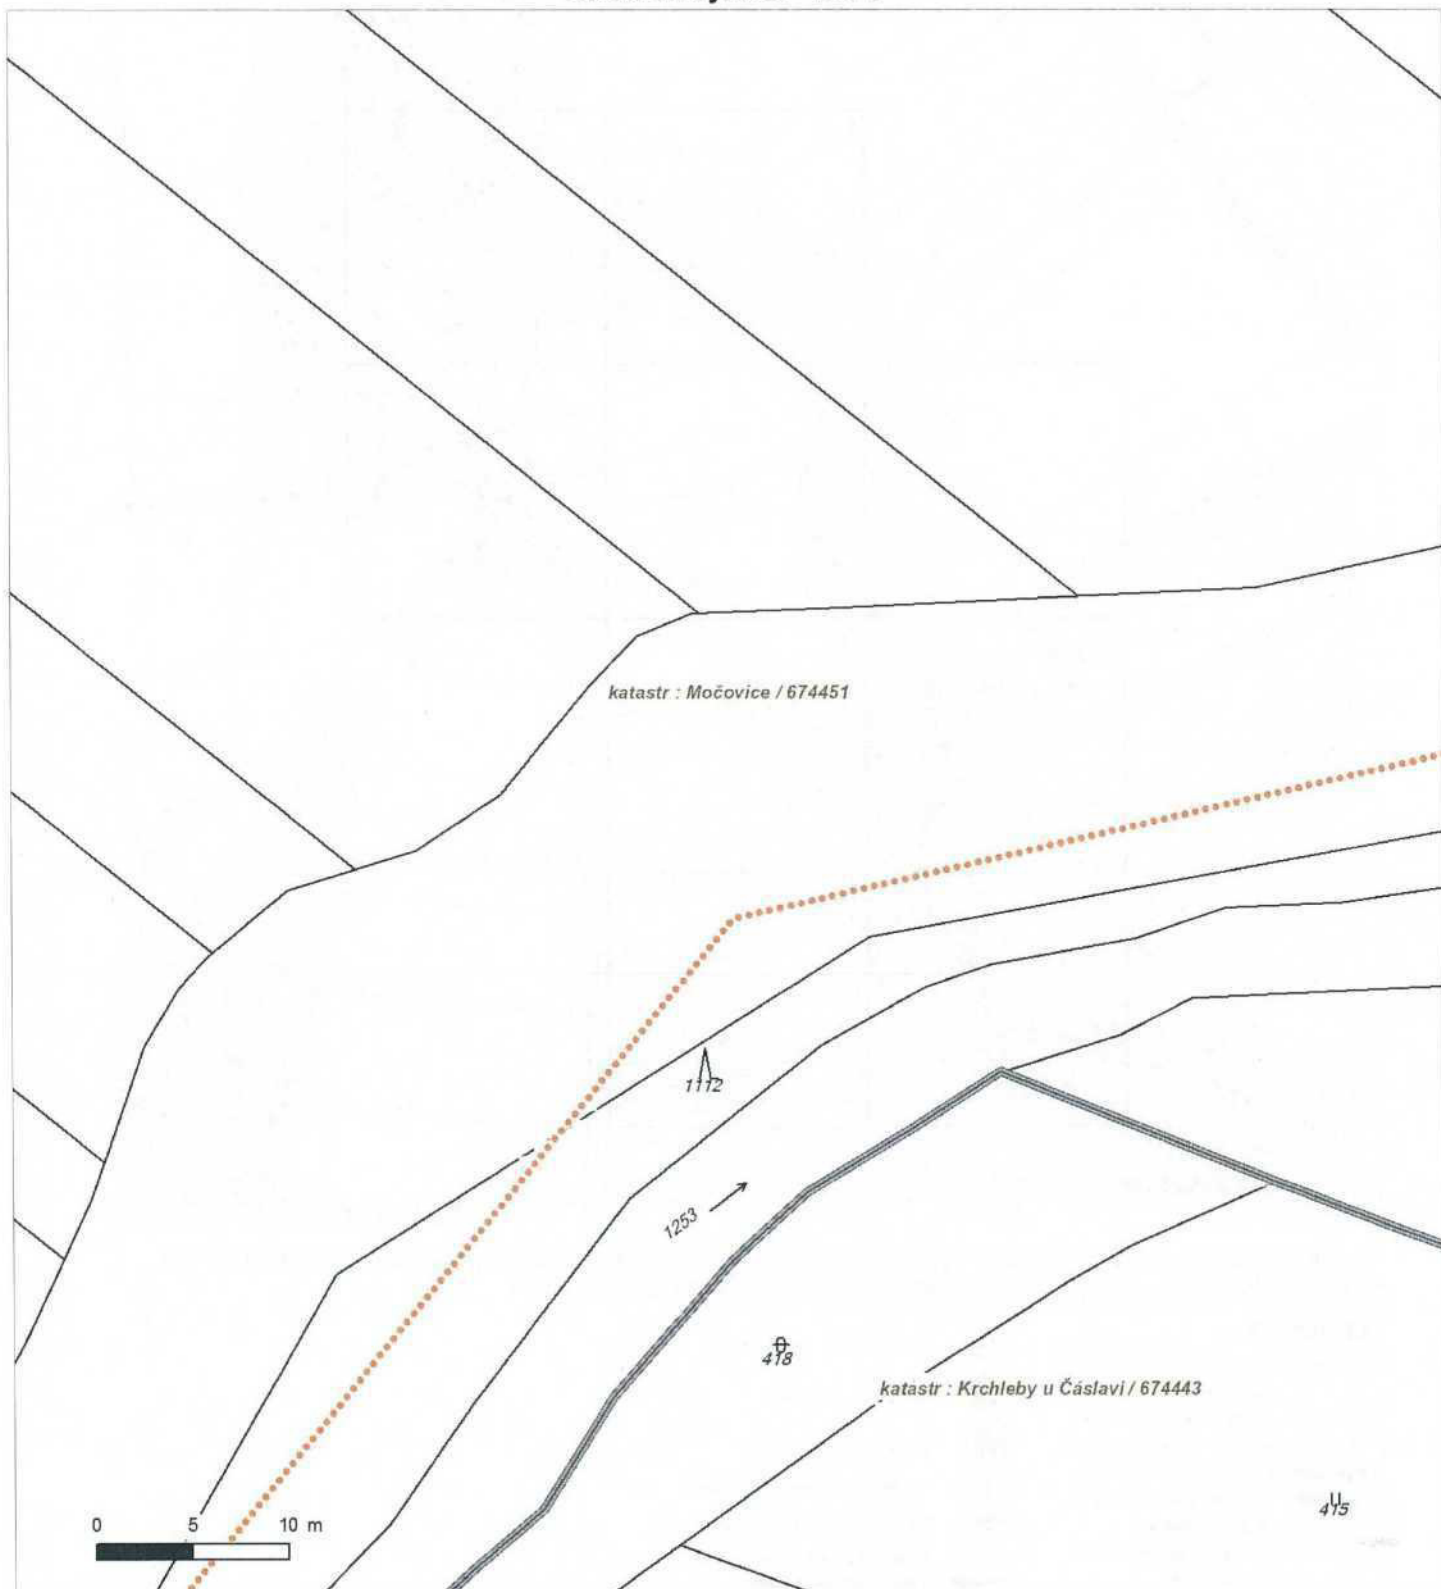 katastr : Močovice / 674451
1112
1253
418
katastr : Krchleby u Čáslavi / 674443
415
0 5 10 m